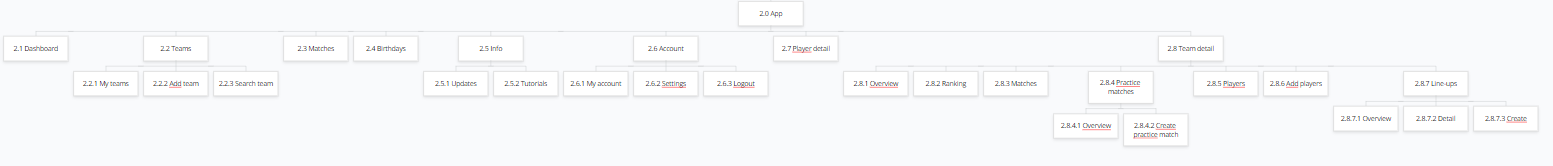 2.0 App
2.1 Dashboard
2.2 Teams
2.3 Matches
2.4 Birthdays
2.5 Info
2.6 Account
2.7 Player detail
2.8 Team detail
2.2.1 My teams
2.2.2 Add team
2.2.3 Search team
2.5.1 Updates
2.5.2 Tutorials
2.6.1 My account
2.6.2 Settings
2.6.3 Logout
2.8.1 Overview
2.8.2 Ranking
2.8.3 Matches
2.8.4 Practice
matches
2.8.5 Players
2.8.6 Add players
2.8.7 Line-ups
2.8.4.1 Overview
2.8.4.2 Create
practice match
2.8.7.1 Overview
2.8.7.2 Detail
2.8.7.3 Create